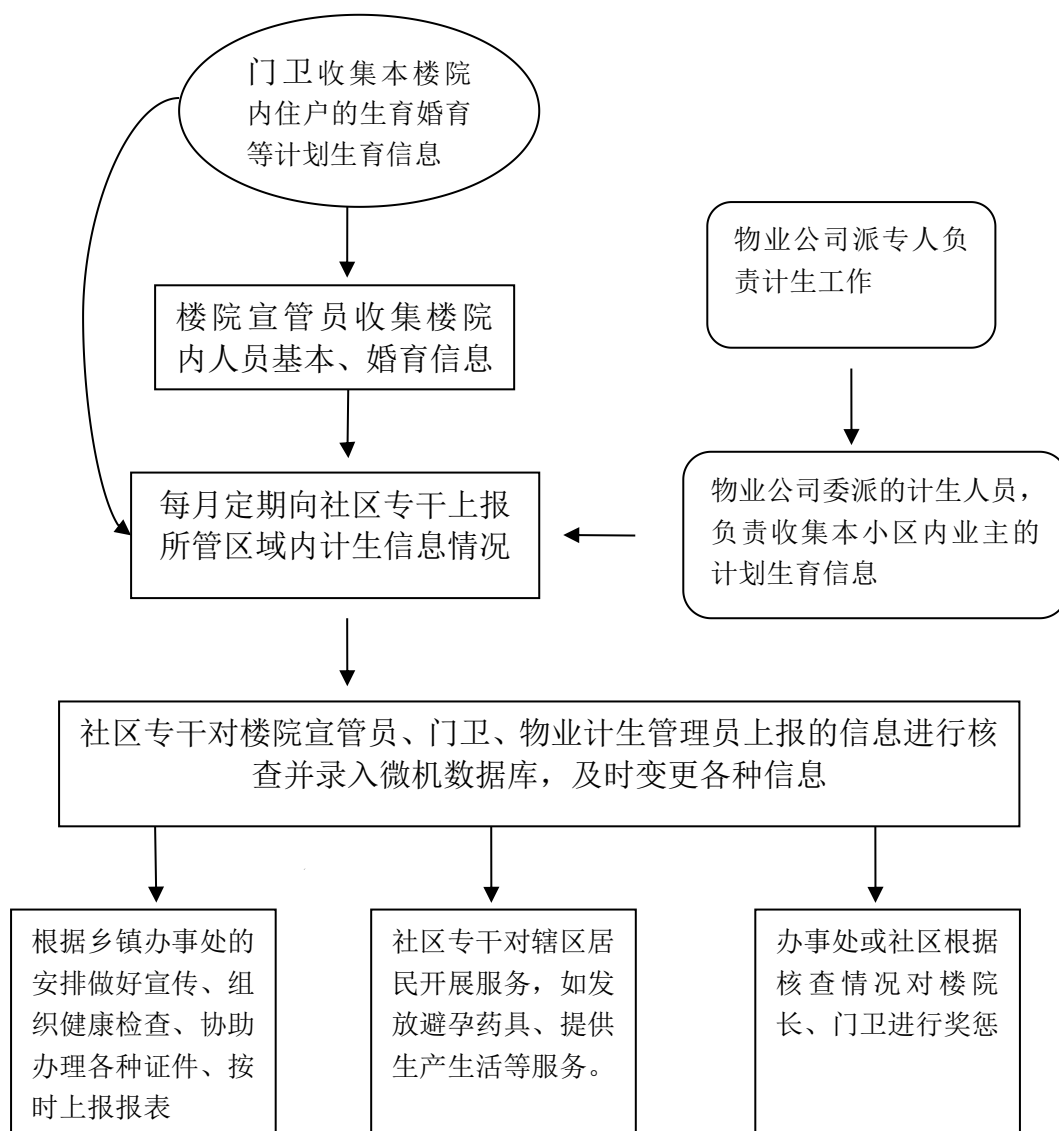 门卫收集本楼院
内住户的生育婚育
等计划生育信息
物业公司派专人负
责计生工作
楼院宣管员收集楼院
内人员基本、婚育信息
每月定期向社区专干上报
所管区域内计生信息情况
物业公司委派的计生人员，
负责收集本小区内业主的
计划生育信息
社区专干对楼院宣管员、门卫、物业计生管理员上报的信息进行核
查并录入微机数据库，及时变更各种信息
根据乡镇办事处的
安排做好宣传、组
织健康检查、协助
办理各种证件、按
时上报报表
社区专干对辖区居
民开展服务，如发
放避孕药具、提供
生产生活等服务。
办事处或社区根据
核查情况对楼院
长、门卫进行奖惩